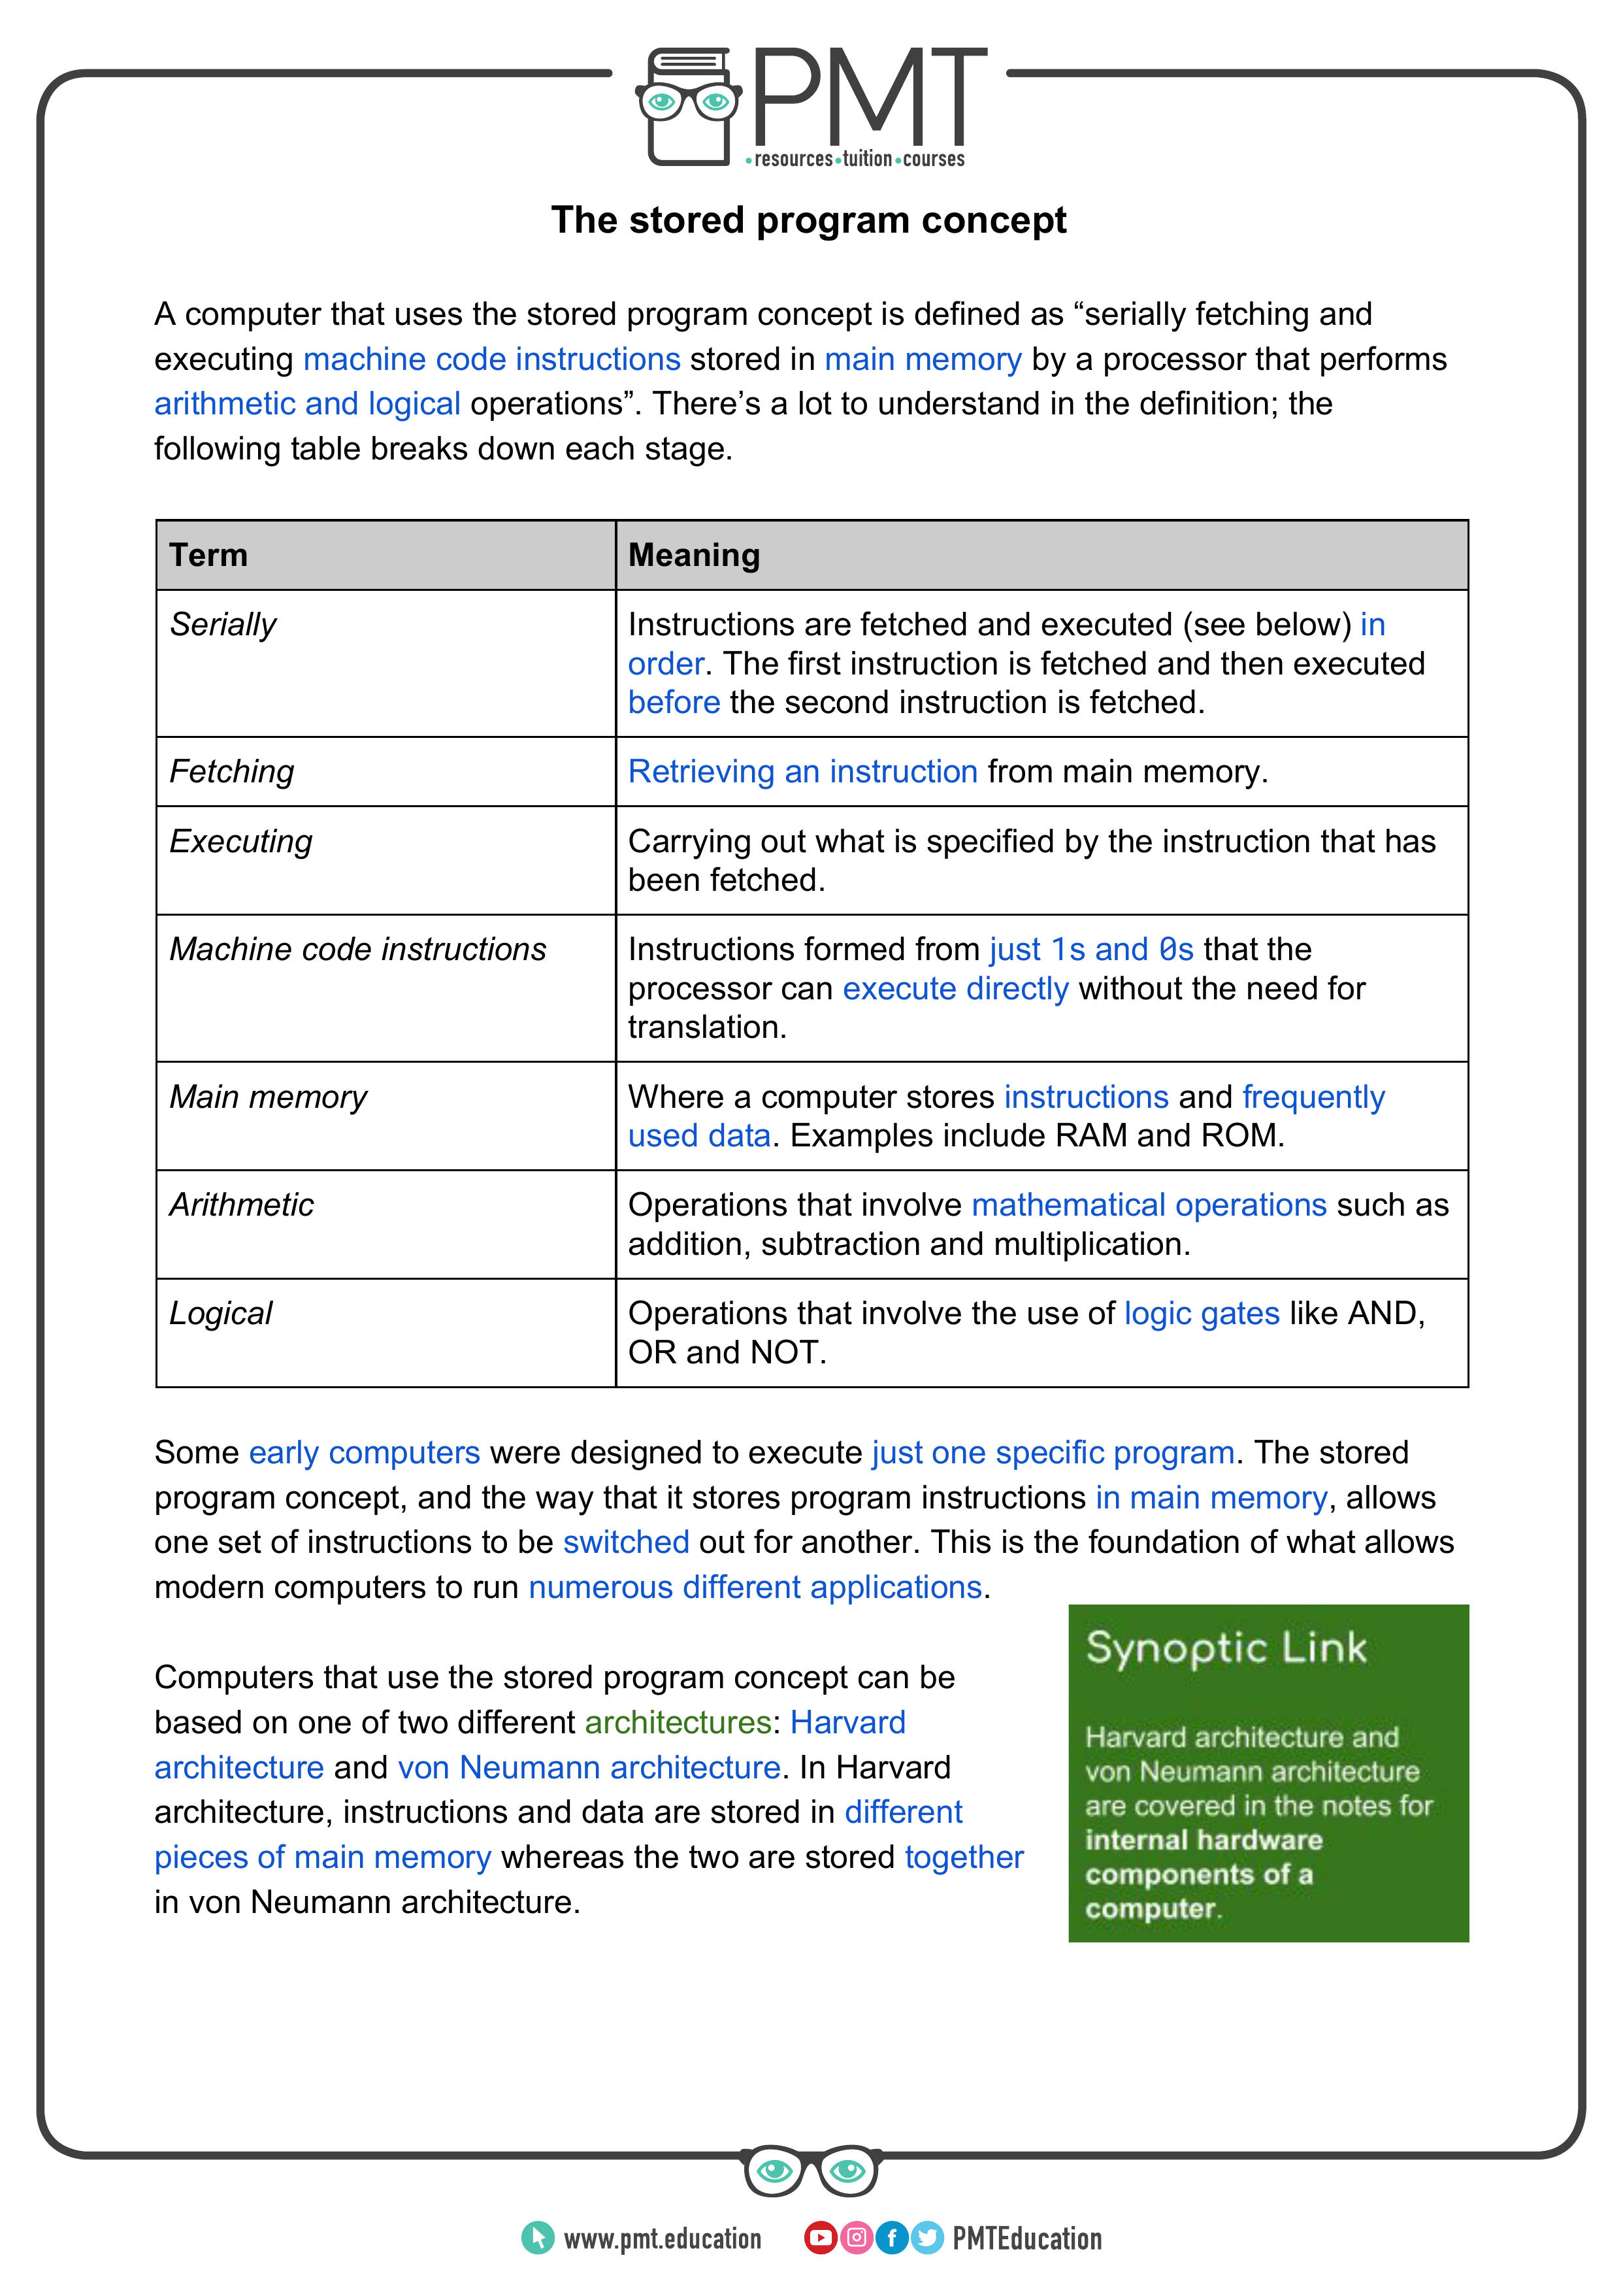 PMT
•resources•tuition•courses
The stored program concept
A computer that uses the stored program concept is defined as “serially fetching and
executing machine code instructions stored in main memory by a processor that performs
arithmetic and logical operations”. There’s a lot to understand in the definition; the
following table breaks down each stage.
Term Meaning
Serially Instructions are fetched and executed (see below) in
order. The first instruction is fetched and then executed
before the second instruction is fetched.
Fetching Retrieving an instruction from main memory.
Executing Carrying out what is specified by the instruction that has
been fetched.
Machine code instructions Instructions formed from just 1s and 0s that the
processor can execute directly without the need for
translation.
Main memory Where a computer stores instructions and frequently
used data. Examples include RAM and ROM.
Arithmetic Operations that involve mathematical operations such as
addition, subtraction and multiplication.
Logical Operations that involve the use of logic gates like AND,
OR and NOT.
Some early computers were designed to execute just one specific program. The stored
program concept, and the way that it stores program instructions in main memory, allows
one set of instructions to be switched out for another. This is the foundation of what allows
modern computers to run numerous different applications.
Computers that use the stored program concept can be
based on one of two different architectures: Harvard
architecture and von Neumann architecture. In Harvard
architecture, instructions and data are stored in different
pieces of main memory whereas the two are stored together
in von Neumann architecture.
Synoptic Link
Harvard architecture and
von Neumann architecture
are covered in the notes for
internal hardware
components of a
computer.
www.pmt.education PMTEducation